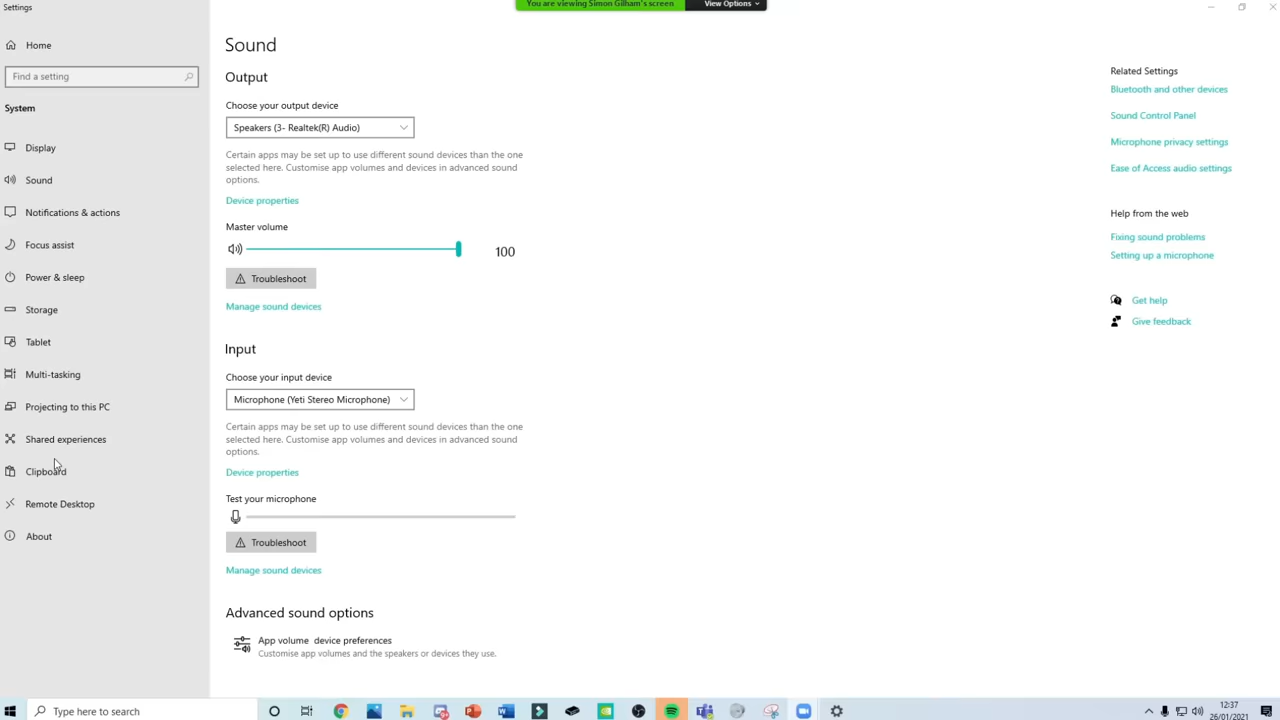 Settings
You are viewing Simon Gilham's screen
View Options
Home
Find a setting
System
Display
Sound
Notifications & actions
Focus assist
Power & sleep
Storage
Tablet
Multi-tasking
Projecting to this PC
Shared experiences
Clipboard
Remote Desktop
About
Sound
Output
Choose your output device
Speakers (3- Realtek(R) Audio)
Certain apps may be set up to use different sound devices than the one
selected here. Customise app volumes and devices in advanced sound
options.
Device properties
Master volume
100
Troubleshoot
Manage sound devices
Input
Choose your input device
Microphone (Yeti Stereo Microphone)
Certain apps may be set up to use different sound devices than the one
selected here. Customise app volumes and devices in advanced sound
options.
Device properties
Test your microphone
Troubleshoot
Manage sound devices
Advanced sound options
App volume device preferences
Customise app volumes and the speakers or devices they use.
Related Settings
Bluetooth and other devices
Sound Control Panel
Microphone privacy settings
Ease of Access audio settings
Help from the web
Fixing sound problems
Setting up a microphone
Get help
Give feedback
Type here to search
12:37
26/01/2021